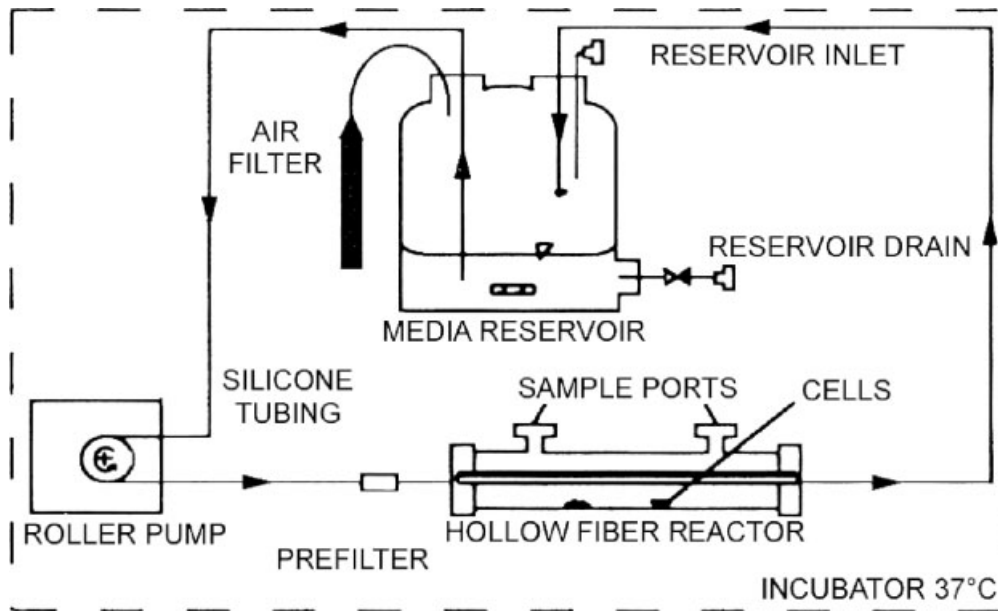 RESERVOIR INLET
AIR
FILTER
RESERVOIR DRAIN
MEDIA RESERVOIR
SILICONE
TUBING
SAMPLE PORTS
CELLS
ROLLER PUMP
HOLLOW FIBER REACTOR
PREFILTER
INCUBATOR 37°C